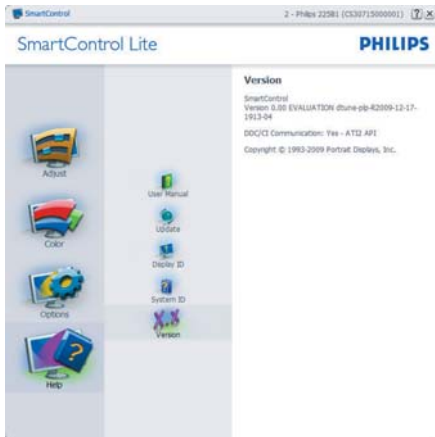 SmartControl
2 - Philips 225B1 (CS30715000001)
SmartControl Lite
PHILIPS
Adjust
Color
Options
Help
User Manual
Update
Display ID
System ID
Version
Version
SmartControl
Version 0.00 EVALUATION dtune-plp-R2009-12-17-
1913-04
DDC/CI Communication: Yes - ATI2 API
Copyright © 1993-2009 Portrait Displays, Inc.